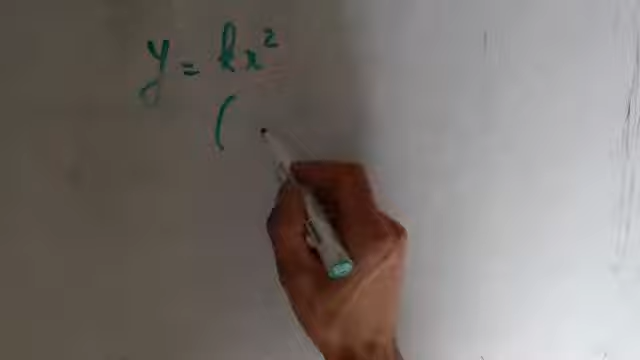 y = kx²
(